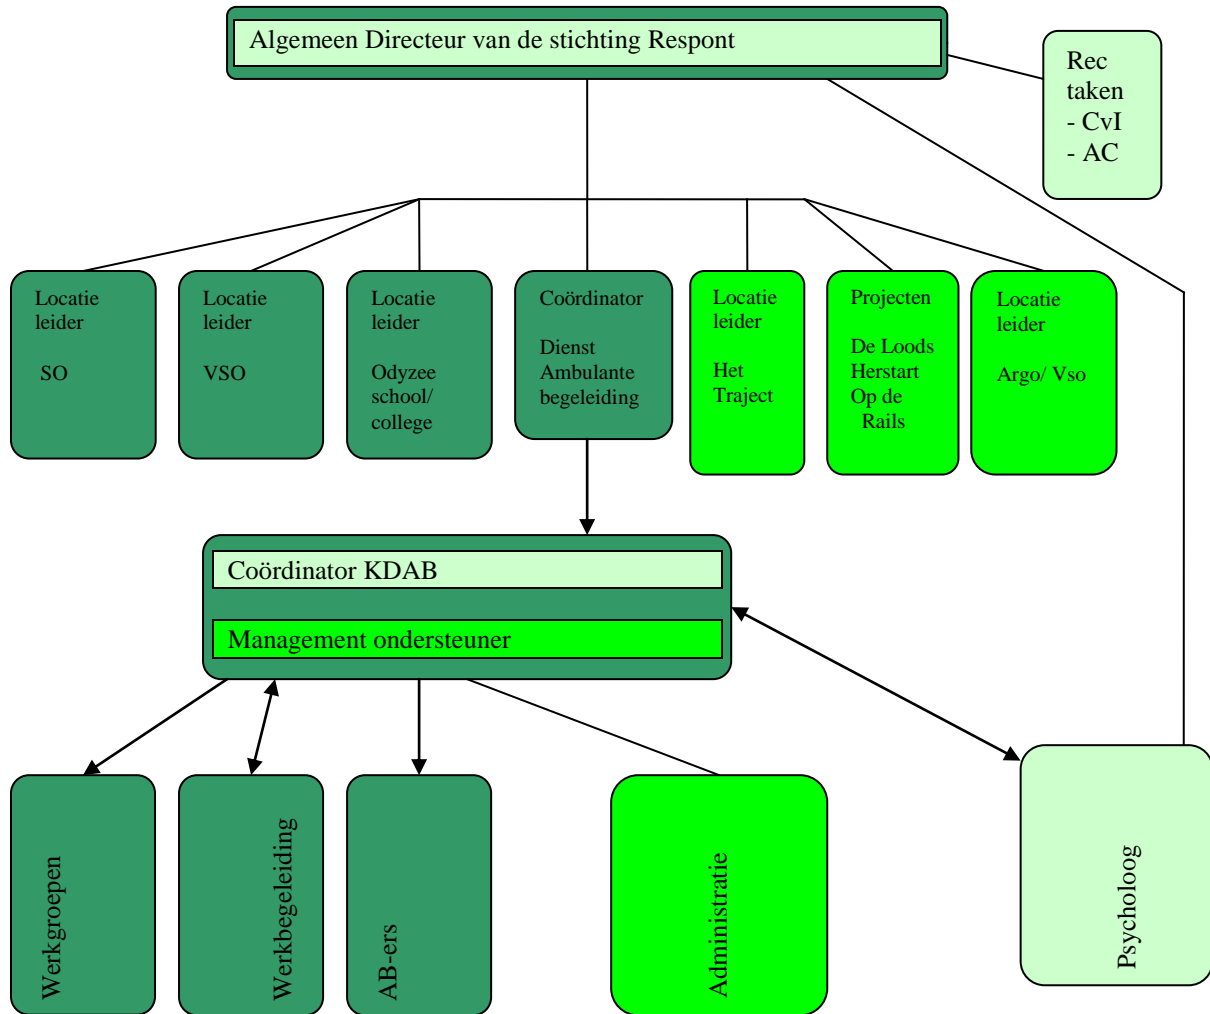 Algemeen Directeur van de stichting Respont
Rec
taken
- CvI
- AC
Locatie
leider
SO
Locatie
leider
VSO
Locatie
leider
Odyzee
school/
college
Coördinator
Dienst
Ambulante
begeleiding
Locatie
leider
Het
Traject
Projecten
De Loods
Herstart
Op de
Rails
Locatie
leider
Argo/ Vso
Coördinator KDAB
Management ondersteuner
Werkgroepen
Werkbegeleiding
AB-ers
Administratie
Psycholoog